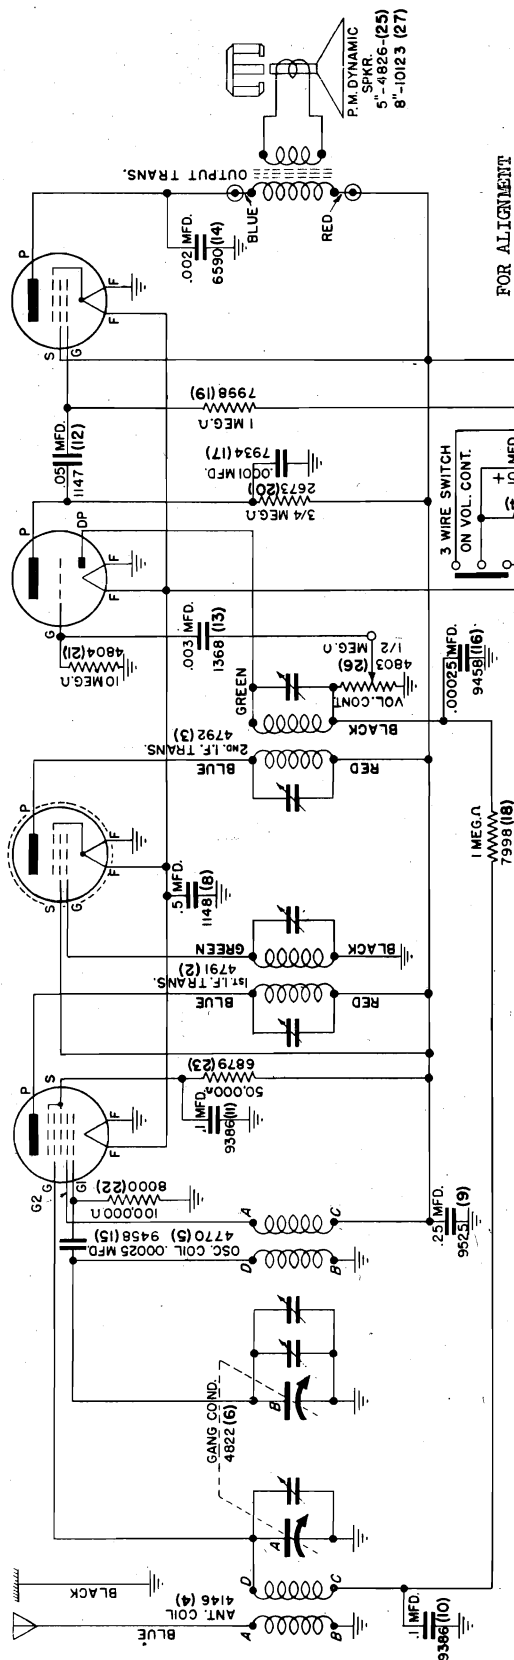 P.M. DYNAMIC
SPKR.
5"-4826-(25)
8"-10123 (27)
OUTPUT TRANS.
BLUE
RED
FOR ALIGNMENT
.002 MFD.
6590 (14)
P
S
G
F
F
7998 (19)
1 MEG.Ω
.05 MFD.
1147 (12)
7934 (17)
.0001 MFD.
2673 (20)
3/4 MEG.Ω
3 WIRE SWITCH
ON VOL. CONT.
+
P
DP
G
F
F
4804 (21)
10 MEG.Ω
.003 MFD.
1368 (13)
GREEN
4803
(26)
1/2
MEG.Ω
VOL. CONT.
BLACK
.00025 MFD.
9458 (16)
2ND. I.F. TRANS.
4792 (3)
BLUE
RED
1 MEG.Ω
7998 (18)
P
S
G
F
F
.5 MFD.
1148 (8)
GREEN
BLACK
1ST. I.F. TRANS.
4791 (2)
BLUE
RED
P
S
G2
G
G1
F
F
6879 (23)
50,000Ω
.1 MFD.
9386 (11)
8000 (22)
100,000Ω
OSC. COIL
4770 (5)
.00025 MFD.
9458 (15)
A
C
D
B
.25 MFD.
9525 (9)
GANG COND.
4822 (6)
B
A
BLACK
BLUE
ANT. COIL
4146 (4)
A
B
D
C
.1 MFD.
9386 (10)